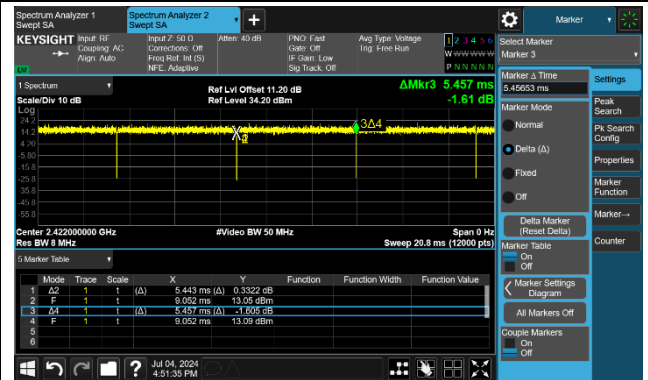 Spectrum Analyzer 1
Swept SA
Spectrum Analyzer 2
Swept SA
Marker
KEYSIGHT
Input: RF
Coupling: AC
Align: Auto
Input Z: 50 Ω
Corrections: Off
Freq Ref: Int (S)
NFE: Adaptive
Atten: 40 dB
PNO: Fast
Gate: Off
IF Gain: Low
Sig Track: Off
Avg Type: Voltage
Trig: Free Run
1 2 3 4 5 6
W W W W W W
P N N N N N
Select Marker
Marker 3
Marker Δ Time
5.45653 ms
Marker Mode
Normal
Delta (Δ)
Fixed
Off
Delta Marker
(Reset Delta)
Marker Table
On
Off
Marker Settings
Diagram
All Markers Off
Couple Markers
On
Off
Settings
Peak
Search
Pk Search
Config
Properties
Marker
Function
Marker→
Counter
1 Spectrum
Scale/Div 10 dB
Ref Lvl Offset 11.20 dB
Ref Level 34.20 dBm
ΔMkr3 5.457 ms
-1.61 dB
Log
24.2
14.2
4.20
-5.80
-15.8
-25.8
-35.8
-45.8
-55.8
3Δ4
Center 2.422000000 GHz
Res BW 8 MHz
#Video BW 50 MHz
Span 0 Hz
Sweep 20.8 ms (12000 pts)
5 Marker Table
Mode Trace Scale X Y Function Function Width Function Value
1 Δ2 1 t (Δ) 5.443 ms (Δ) 0.3322 dB
2 F 1 t 9.052 ms 13.05 dBm
3 Δ4 1 t (Δ) 5.457 ms (Δ) -1.605 dB
4 F 1 t 9.052 ms 13.09 dBm
5
6
?
Jul 04, 2024
4:51:35 PM